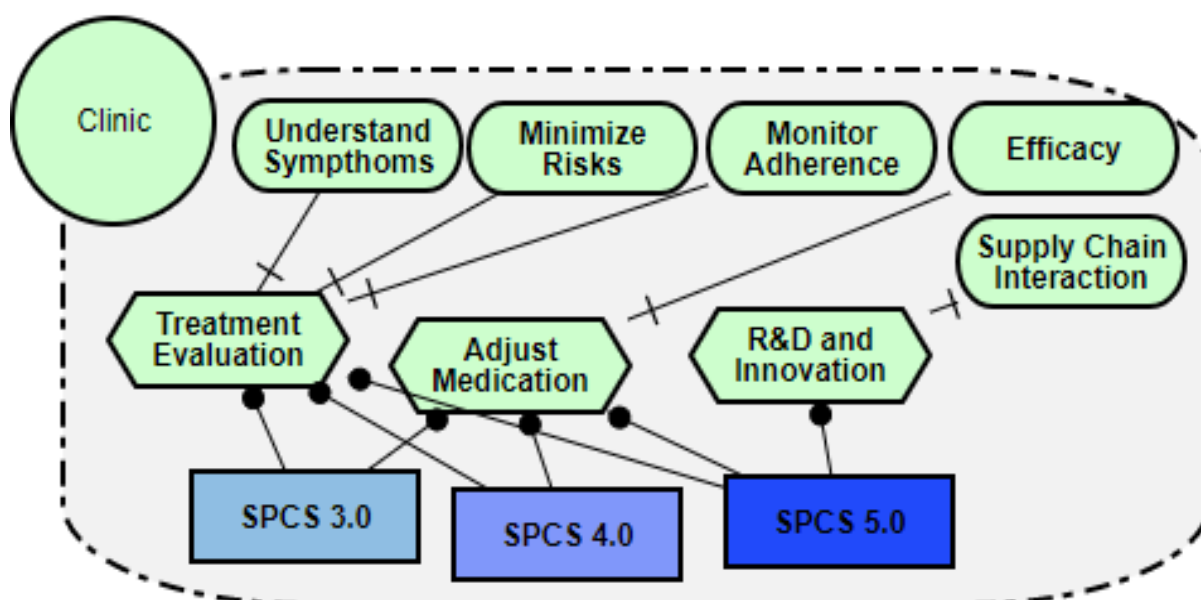 Clinic
Understand
Sympthoms
Minimize
Risks
Monitor
Adherence
Efficacy
Supply Chain
Interaction
Treatment
Evaluation
Adjust
Medication
R&D and
Innovation
SPCS 3.0
SPCS 4.0
SPCS 5.0